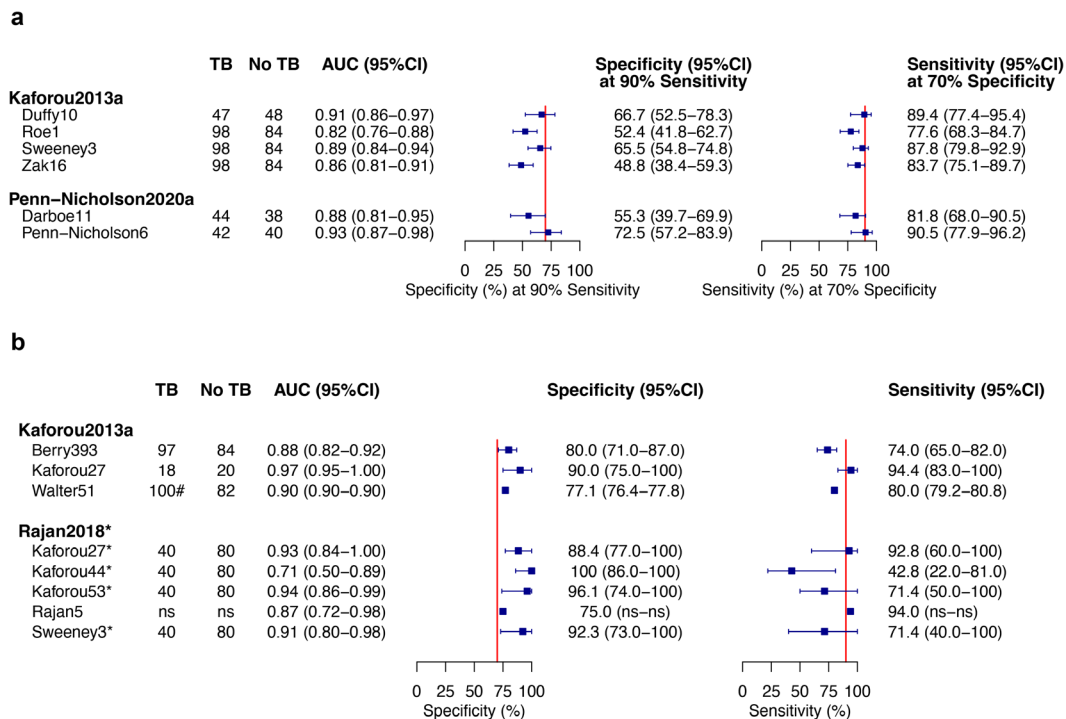 a
TB No TB AUC (95%CI) Specificity (95%CI) at 90% Sensitivity Sensitivity (95%CI) at 70% Specificity
Kaforou2013a
Duffy10 47 48 0.91 (0.86–0.97) 66.7 (52.5–78.3) 89.4 (77.4–95.4)
Roe1 98 84 0.82 (0.76–0.88) 52.4 (41.8–62.7) 77.6 (68.3–84.7)
Sweeney3 98 84 0.89 (0.84–0.94) 65.5 (54.8–74.8) 87.8 (79.8–92.9)
Zak16 98 84 0.86 (0.81–0.91) 48.8 (38.4–59.3) 83.7 (75.1–89.7)
Penn–Nicholson2020a
Darboe11 44 38 0.88 (0.81–0.95) 55.3 (39.7–69.9) 81.8 (68.0–90.5)
Penn–Nicholson6 42 40 0.93 (0.87–0.98) 72.5 (57.2–83.9) 90.5 (77.9–96.2)
0 25 50 75 100 0 25 50 75 100
Specificity (%) at 90% Sensitivity Sensitivity (%) at 70% Specificity
b
TB No TB AUC (95%CI) Specificity (95%CI) Sensitivity (95%CI)
Kaforou2013a
Berry393 97 84 0.88 (0.82–0.92) 80.0 (71.0–87.0) 74.0 (65.0–82.0)
Kaforou27 18 20 0.97 (0.95–1.00) 90.0 (75.0–100) 94.4 (83.0–100)
Walter51 100# 82 0.90 (0.90–0.90) 77.1 (76.4–77.8) 80.0 (79.2–80.8)
Rajan2018*
Kaforou27* 40 80 0.93 (0.84–1.00) 88.4 (77.0–100) 92.8 (60.0–100)
Kaforou44* 40 80 0.71 (0.50–0.89) 100 (86.0–100) 42.8 (22.0–81.0)
Kaforou53* 40 80 0.94 (0.86–0.99) 96.1 (74.0–100) 71.4 (50.0–100)
Rajan5 ns ns 0.87 (0.72–0.98) 75.0 (ns–ns) 94.0 (ns–ns)
Sweeney3* 40 80 0.91 (0.80–0.98) 92.3 (73.0–100) 71.4 (40.0–100)
0 25 50 75 100 0 25 50 75 100
Specificity (%) Sensitivity (%)